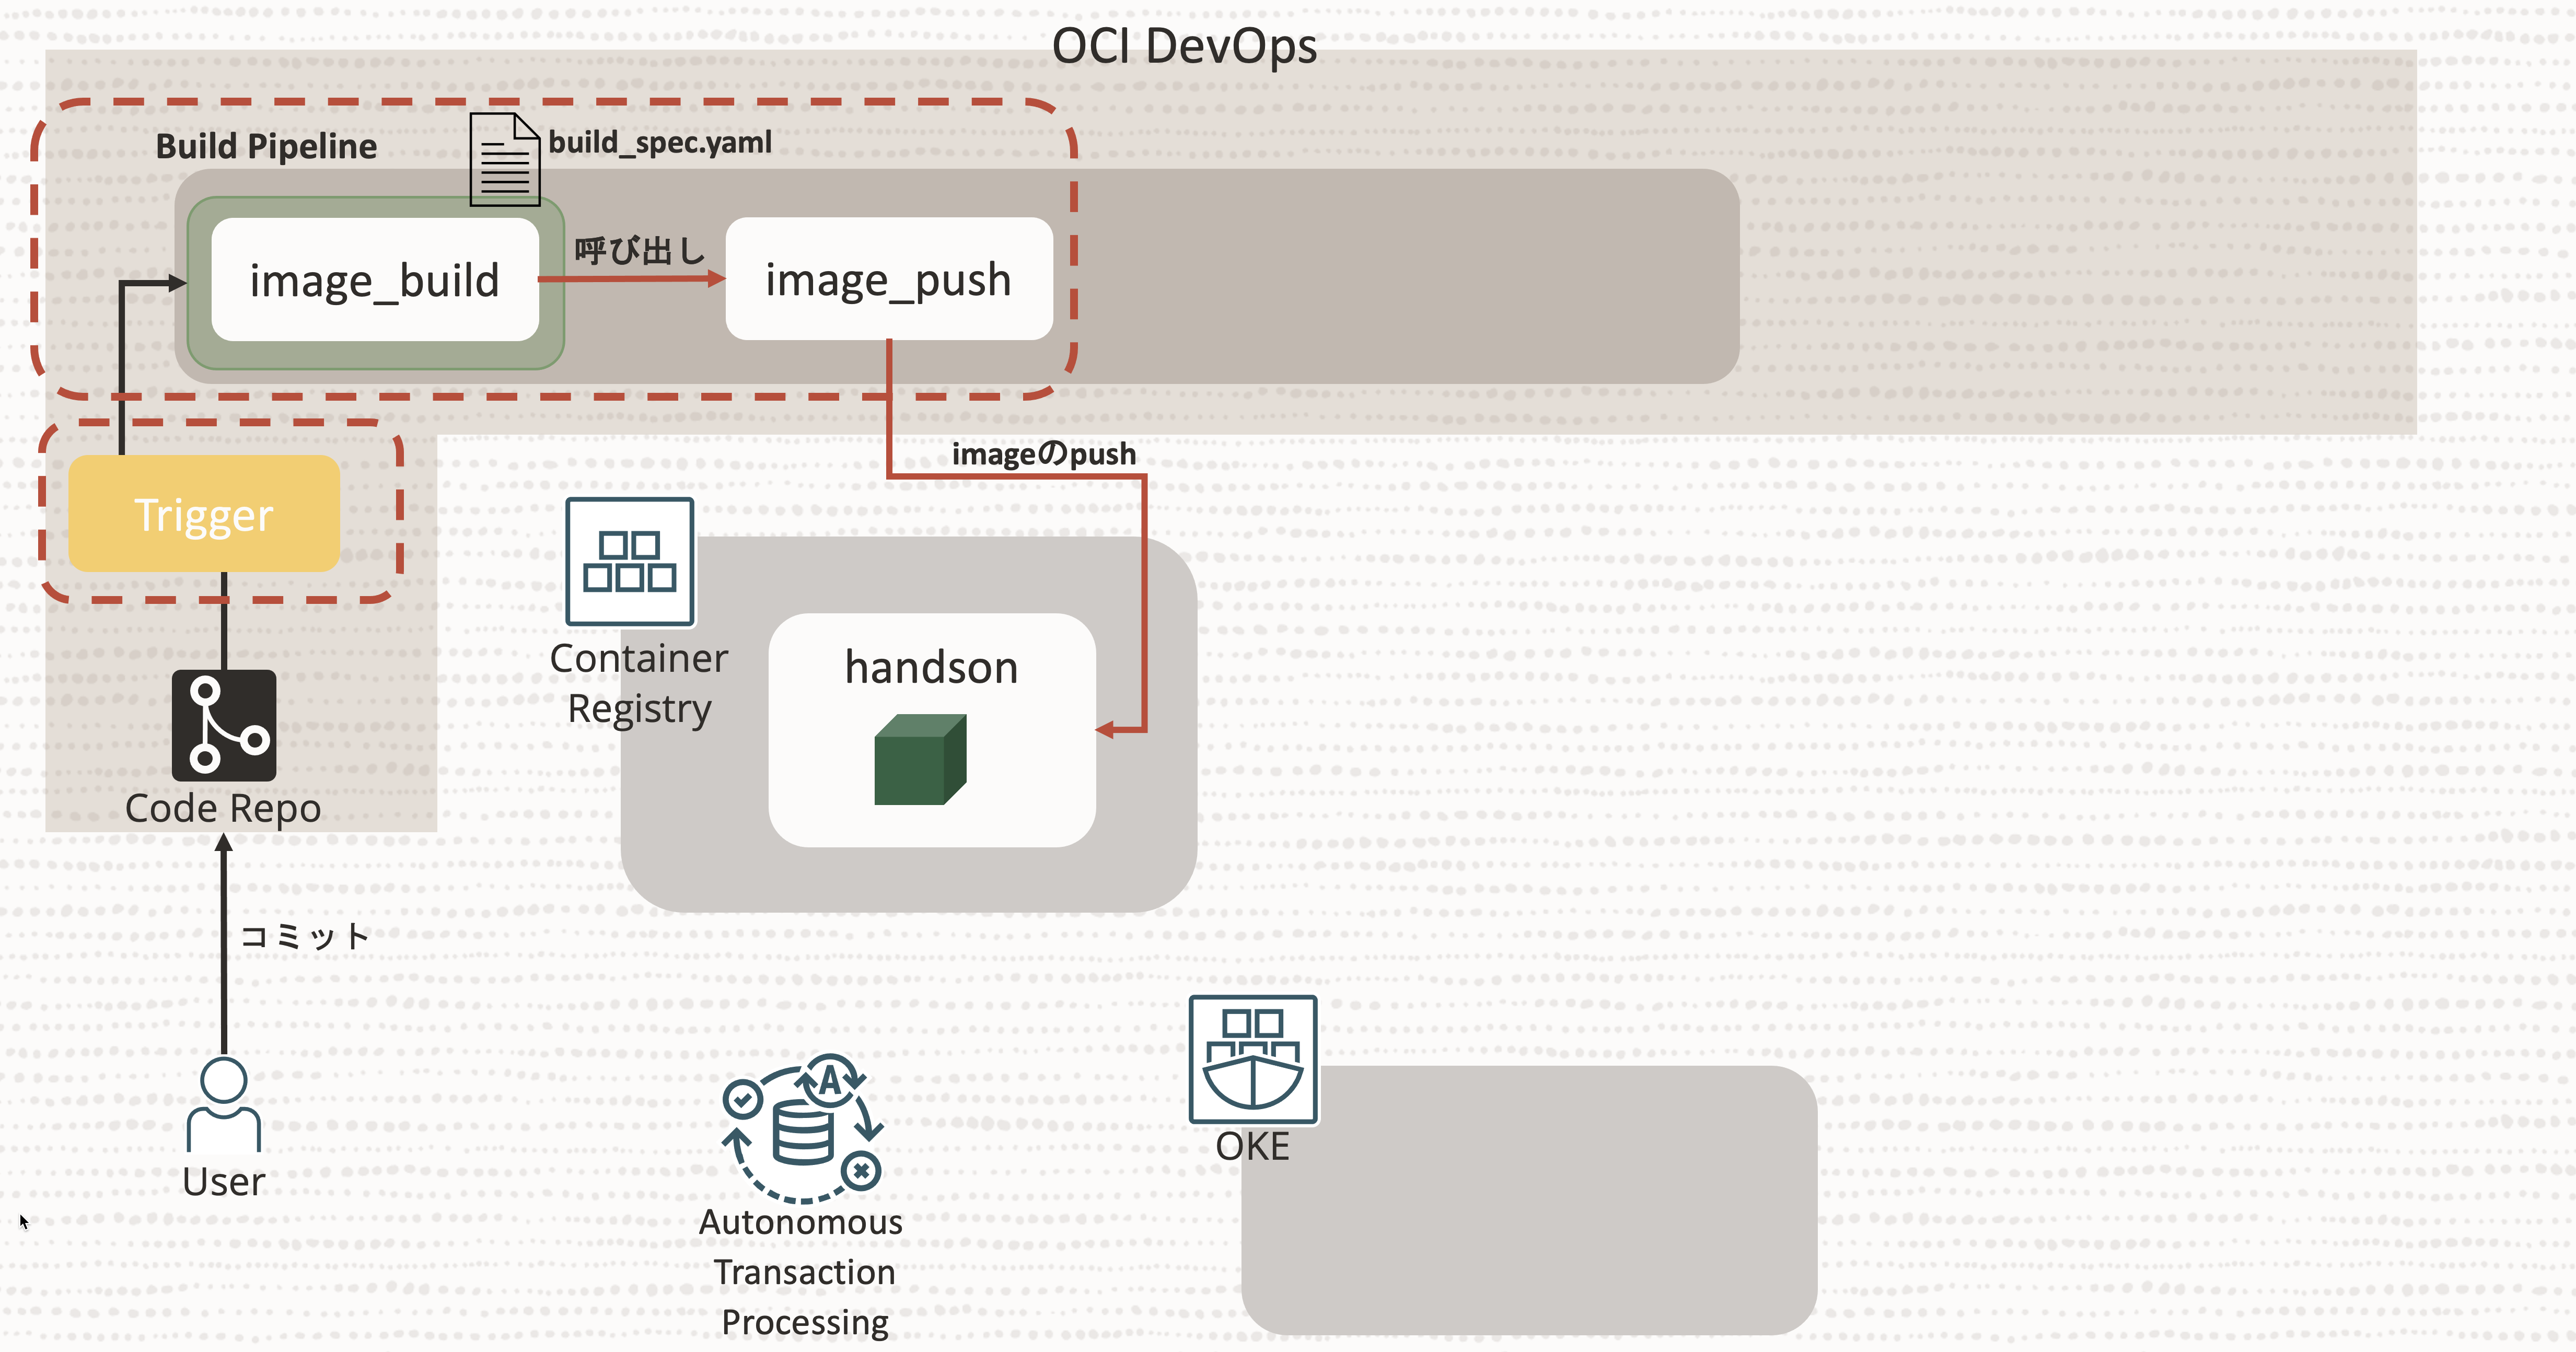 OCI DevOps
Build Pipeline
build_spec.yaml
image_build
呼び出し
image_push
imageのpush
Trigger
Container
Registry
handson
Code Repo
コミット
User
A
Autonomous
Transaction
Processing
OKE